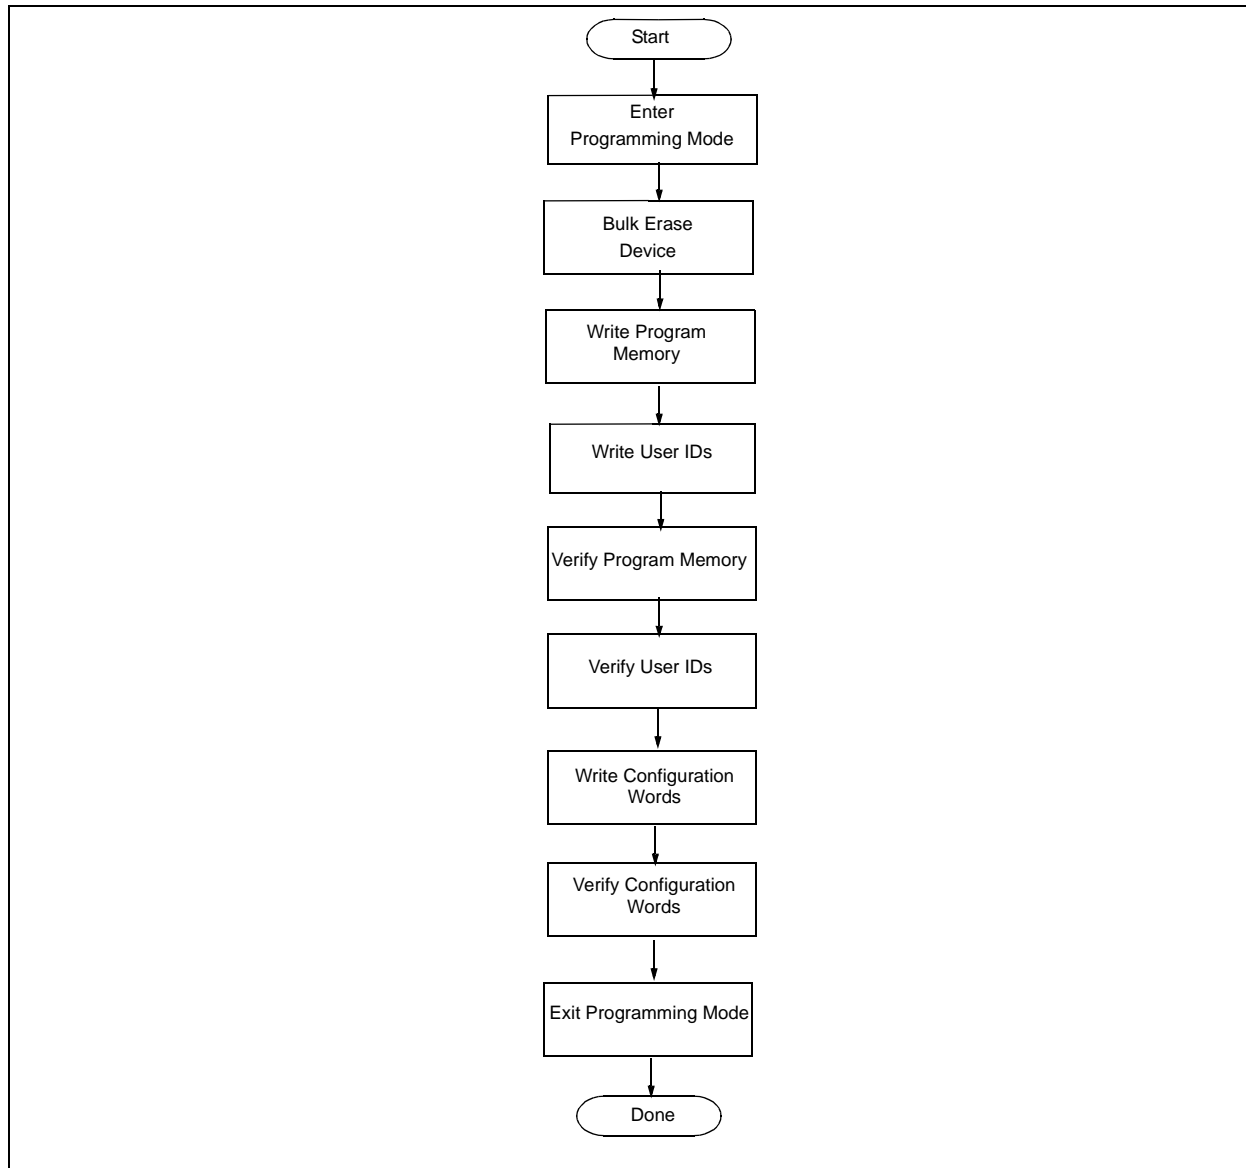 Start
Enter
Programming Mode
Bulk Erase
Device
Write Program
Memory
Write User IDs
Verify Program Memory
Verify User IDs
Write Configuration
Words
Verify Configuration
Words
Exit Programming Mode
Done